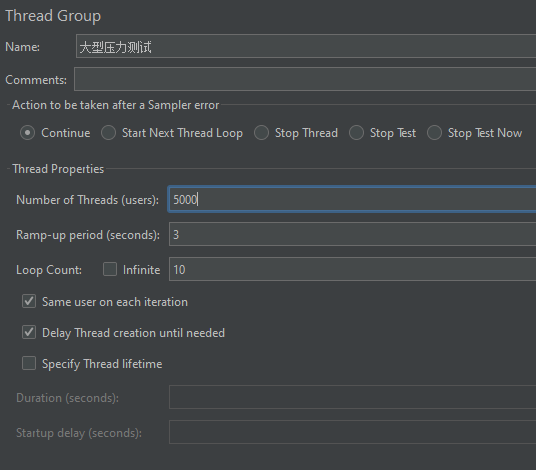 Thread Group
Name: 大型压力测试
Comments:
Action to be taken after a Sampler error
Continue Start Next Thread Loop Stop Thread Stop Test Stop Test Now
Thread Properties
Number of Threads (users): 5000
Ramp-up period (seconds): 3
Loop Count: Infinite 10
Same user on each iteration
Delay Thread creation until needed
Specify Thread lifetime
Duration (seconds):
Startup delay (seconds):